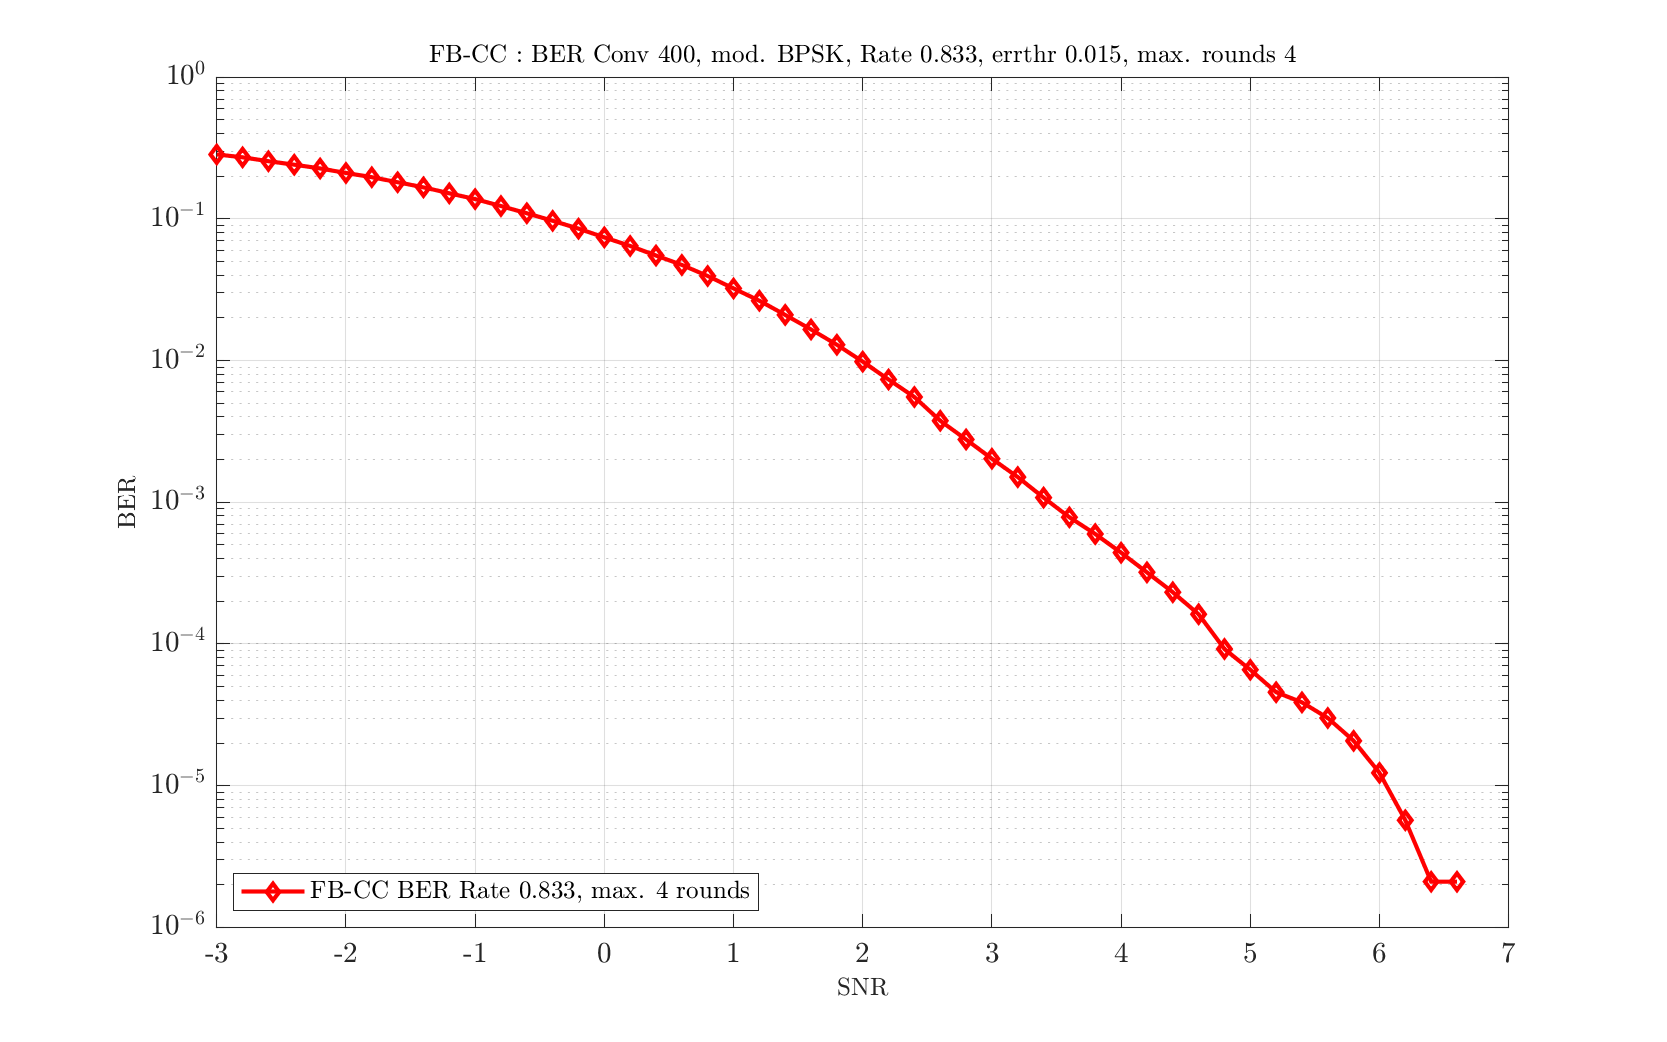 FB-CC : BER Conv 400, mod. BPSK, Rate 0.833, errthr 0.015, max. rounds 4
10^0
10^-1
10^-2
10^-3
10^-4
10^-5
10^-6
BER
FB-CC BER Rate 0.833, max. 4 rounds
-3 -2 -1 0 1 2 3 4 5 6 7
SNR